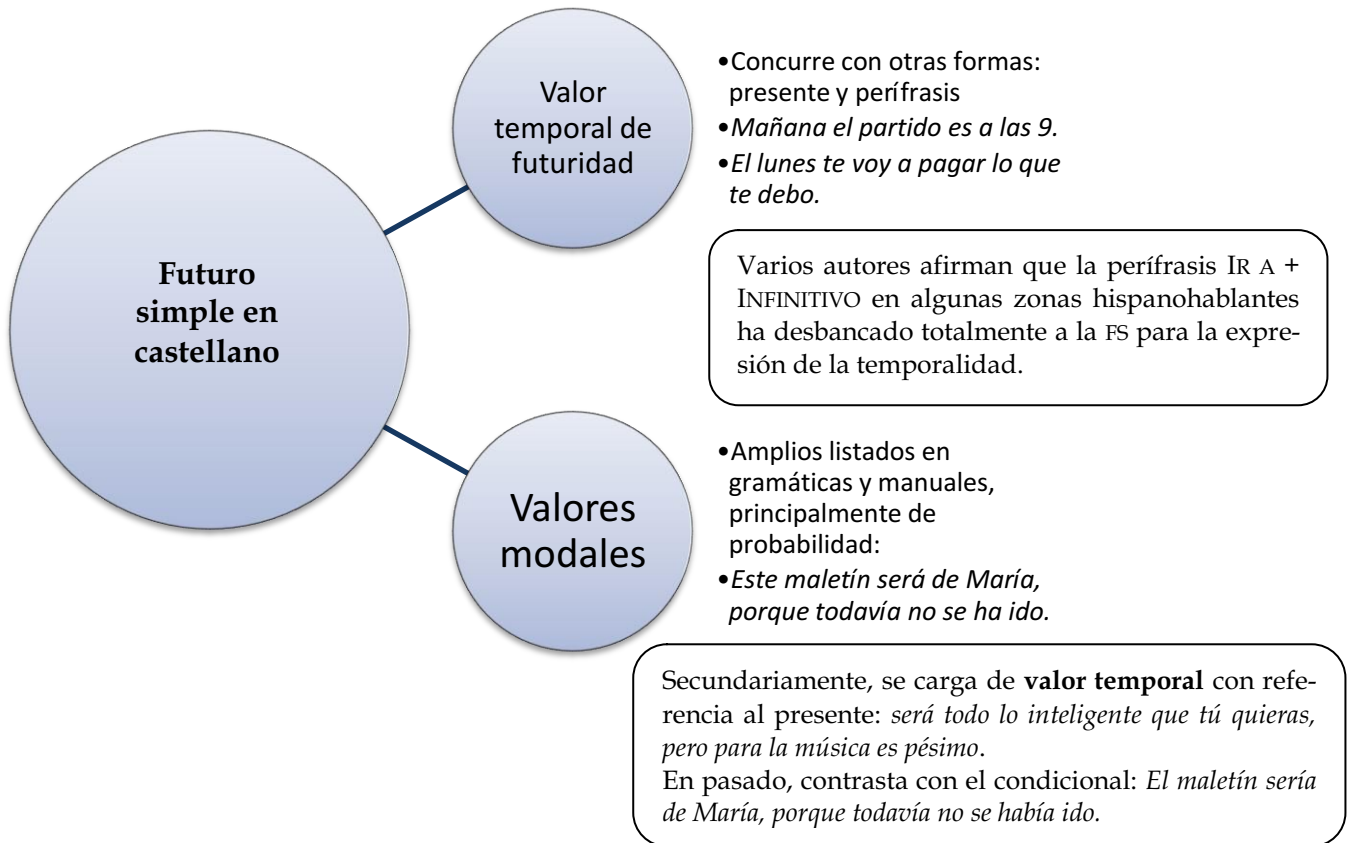 Futuro
simple en
castellano
Valor
temporal de
futuridad
•Concurre con otras formas:
presente y perífrasis
•Mañana el partido es a las 9.
•El lunes te voy a pagar lo que
te debo.
Varios autores afirman que la perífrasis IR A +
INFINITIVO en algunas zonas hispanohablantes
ha desbancado totalmente a la FS para la expre-
sión de la temporalidad.
Valores
modales
•Amplios listados en
gramáticas y manuales,
principalmente de
probabilidad:
•Este maletín será de María,
porque todavía no se ha ido.
Secundariamente, se carga de valor temporal con refe-
rencia al presente: será todo lo inteligente que tú quieras,
pero para la música es pésimo.
En pasado, contrasta con el condicional: El maletín sería
de María, porque todavía no se había ido.